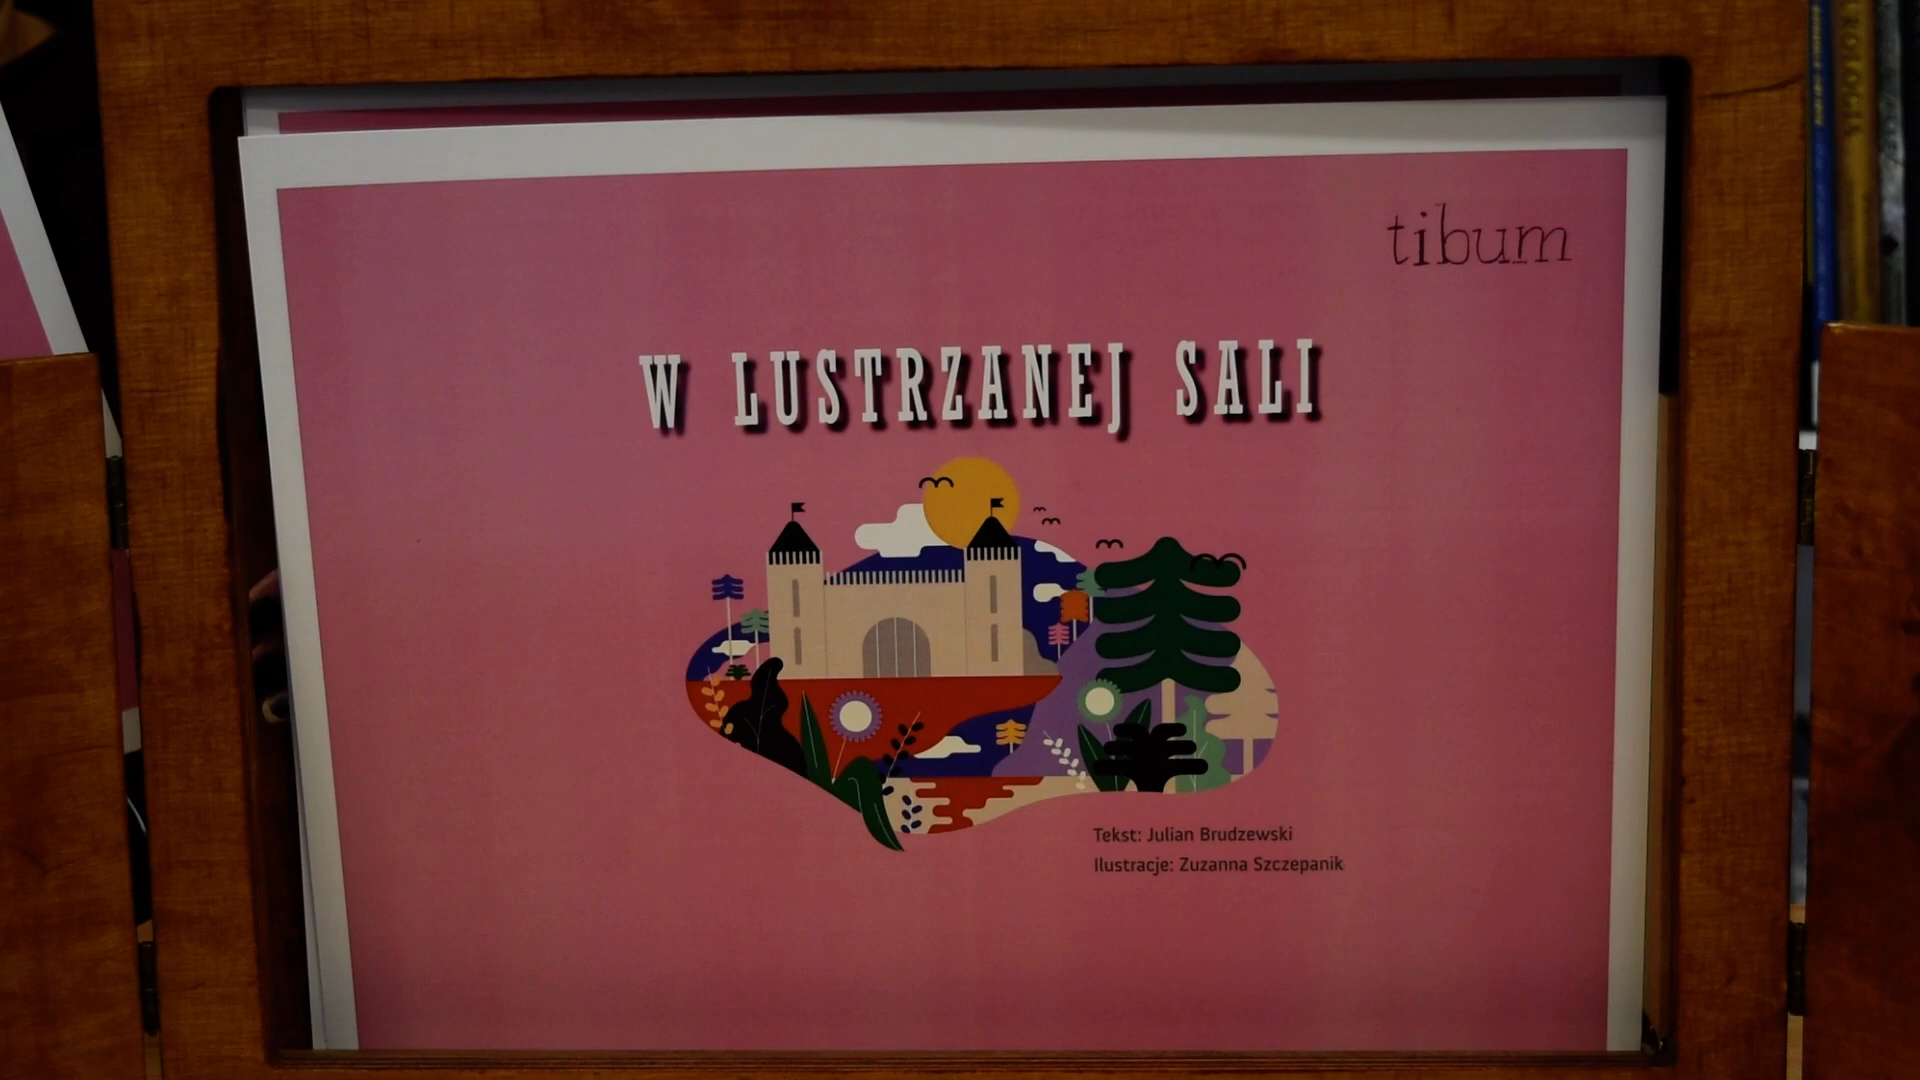 tibum
W LUSTRZANEJ SALI
Tekst: Julian Brudzewski
Ilustracje: Zuzanna Szczepanik